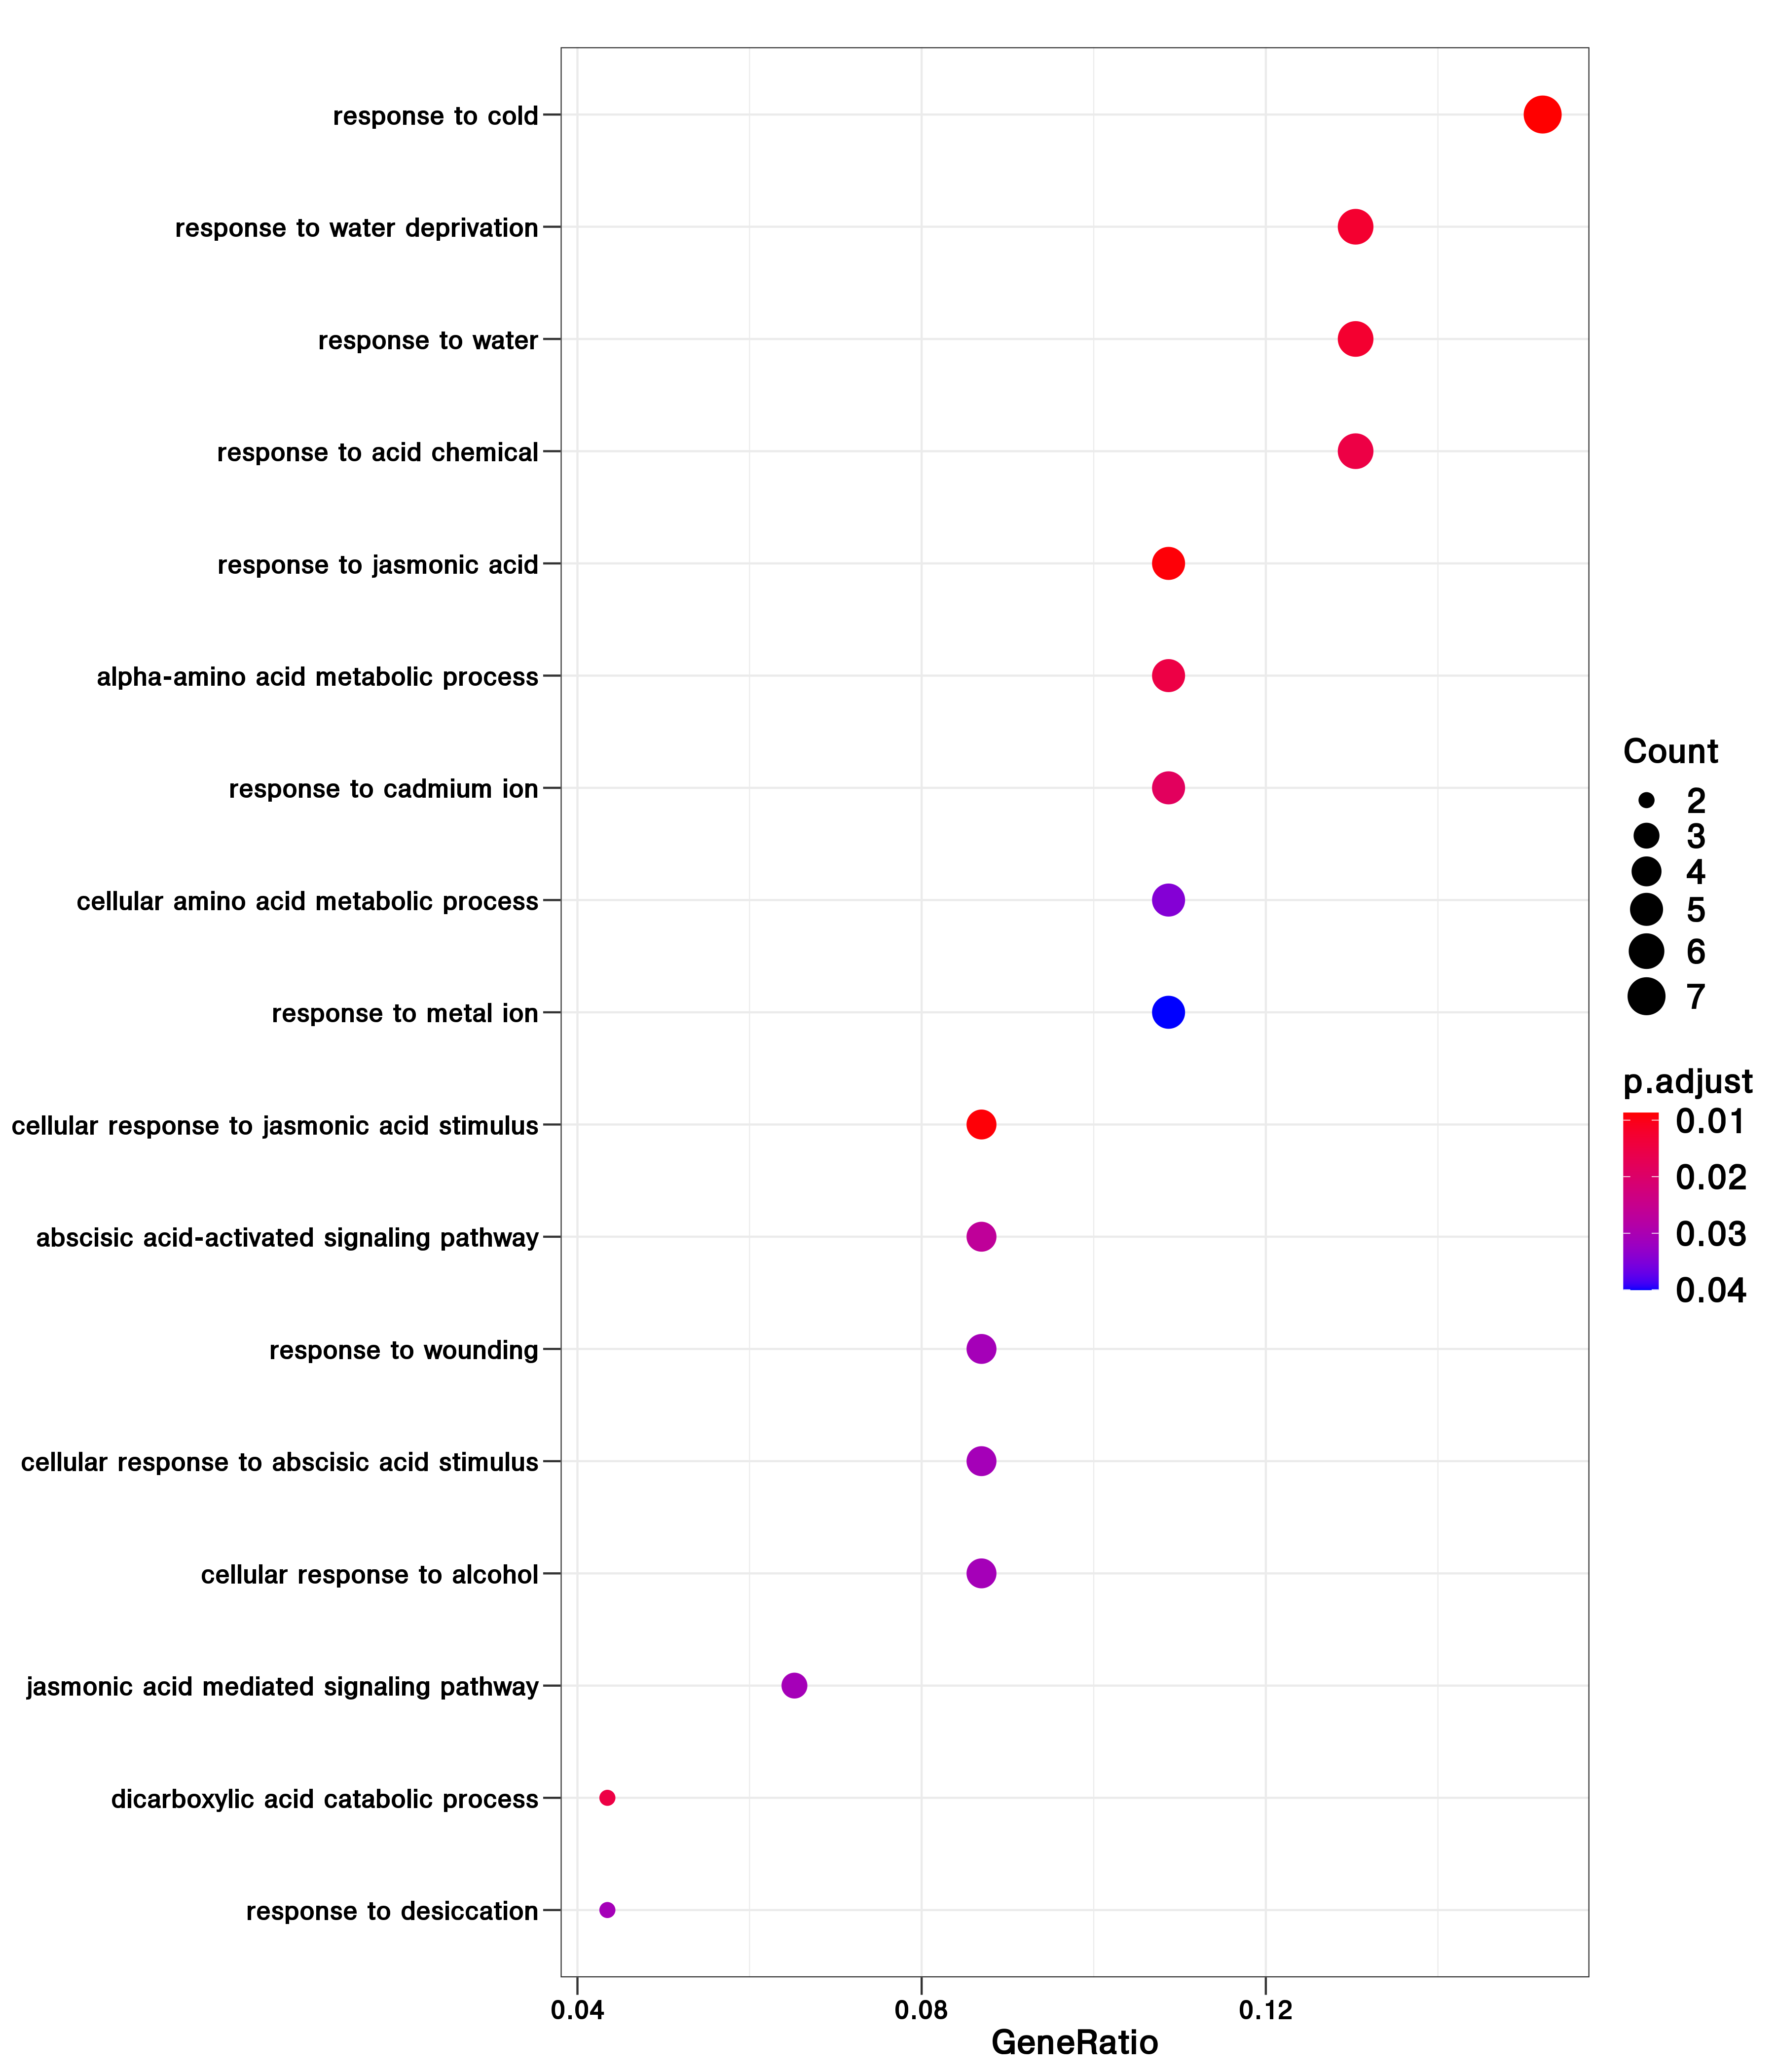 response to cold
response to water deprivation
response to water
response to acid chemical
response to jasmonic acid
alpha-amino acid metabolic process
response to cadmium ion
cellular amino acid metabolic process
response to metal ion
cellular response to jasmonic acid stimulus
abscisic acid-activated signaling pathway
response to wounding
cellular response to abscisic acid stimulus
cellular response to alcohol
jasmonic acid mediated signaling pathway
dicarboxylic acid catabolic process
response to desiccation
0.04 0.08 0.12
GeneRatio
Count
2
3
4
5
6
7
p.adjust
0.01
0.02
0.03
0.04